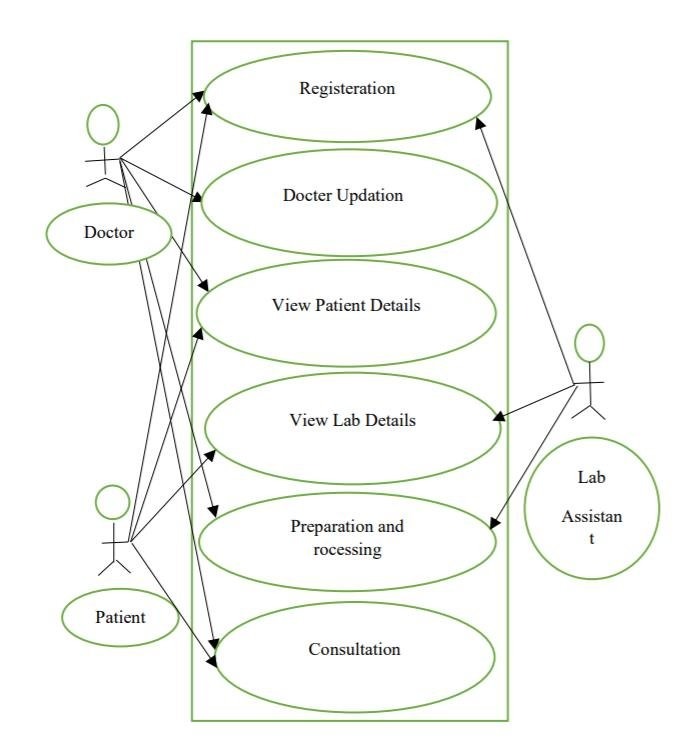 Registeration
Docter Updation
Doctor
View Patient Details
View Lab Details
Lab
Assistan
t
Preparation and
rocessing
Patient
Consultation